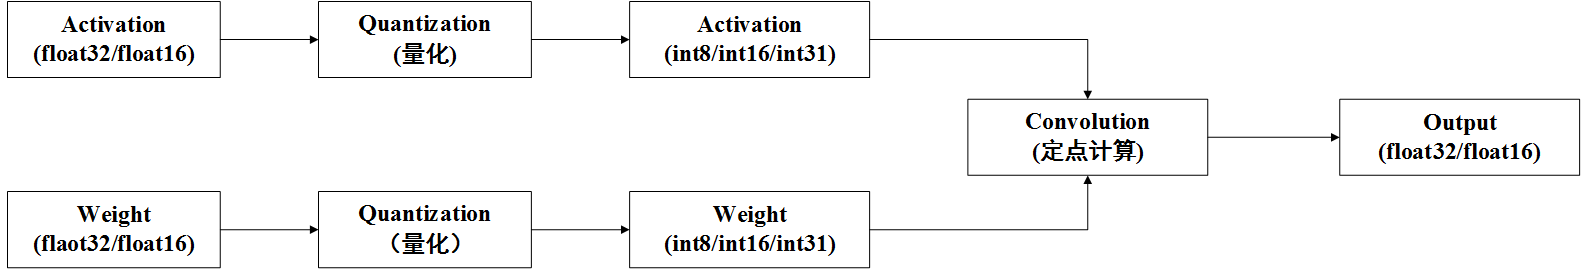 Activation
(float32/float16)
Quantization
(量化)
Activation
(int8/int16/int31)
Convolution
(定点计算)
Output
(float32/float16)
Weight
(flaot32/float16)
Quantization
（量化）
Weight
(int8/int16/int31)